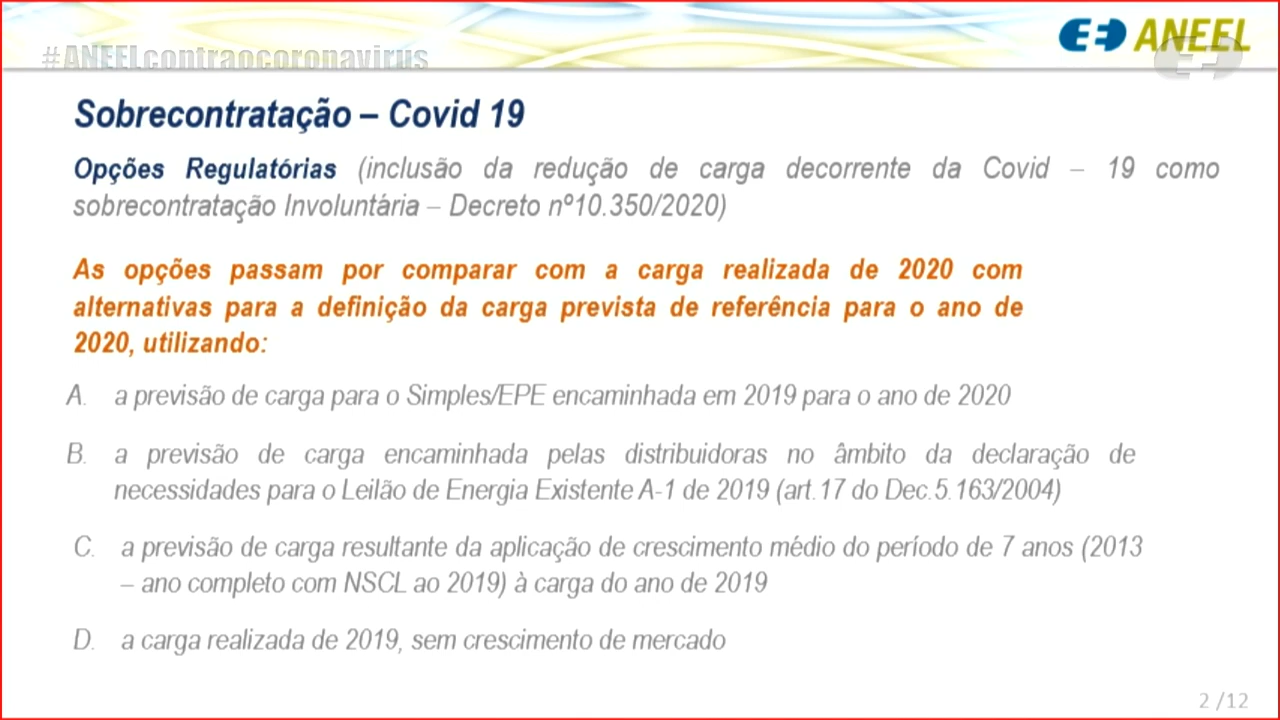 #ANEELcontraocoronavirus
ANEEL
Sobrecontratação – Covid 19
Opções Regulatórias (inclusão da redução de carga decorrente da Covid – 19 como
sobrecontratação Involuntária – Decreto nº10.350/2020)
As opções passam por comparar com a carga realizada de 2020 com
alternativas para a definição da carga prevista de referência para o ano de
2020, utilizando:
A. a previsão de carga para o Simples/EPE encaminhada em 2019 para o ano de 2020
B. a previsão de carga encaminhada pelas distribuidoras no âmbito da declaração de
necessidades para o Leilão de Energia Existente A-1 de 2019 (art.17 do Dec.5.163/2004)
C. a previsão de carga resultante da aplicação de crescimento médio do período de 7 anos (2013
– ano completo com NSCL ao 2019) à carga do ano de 2019
D. a carga realizada de 2019, sem crescimento de mercado
2 /12